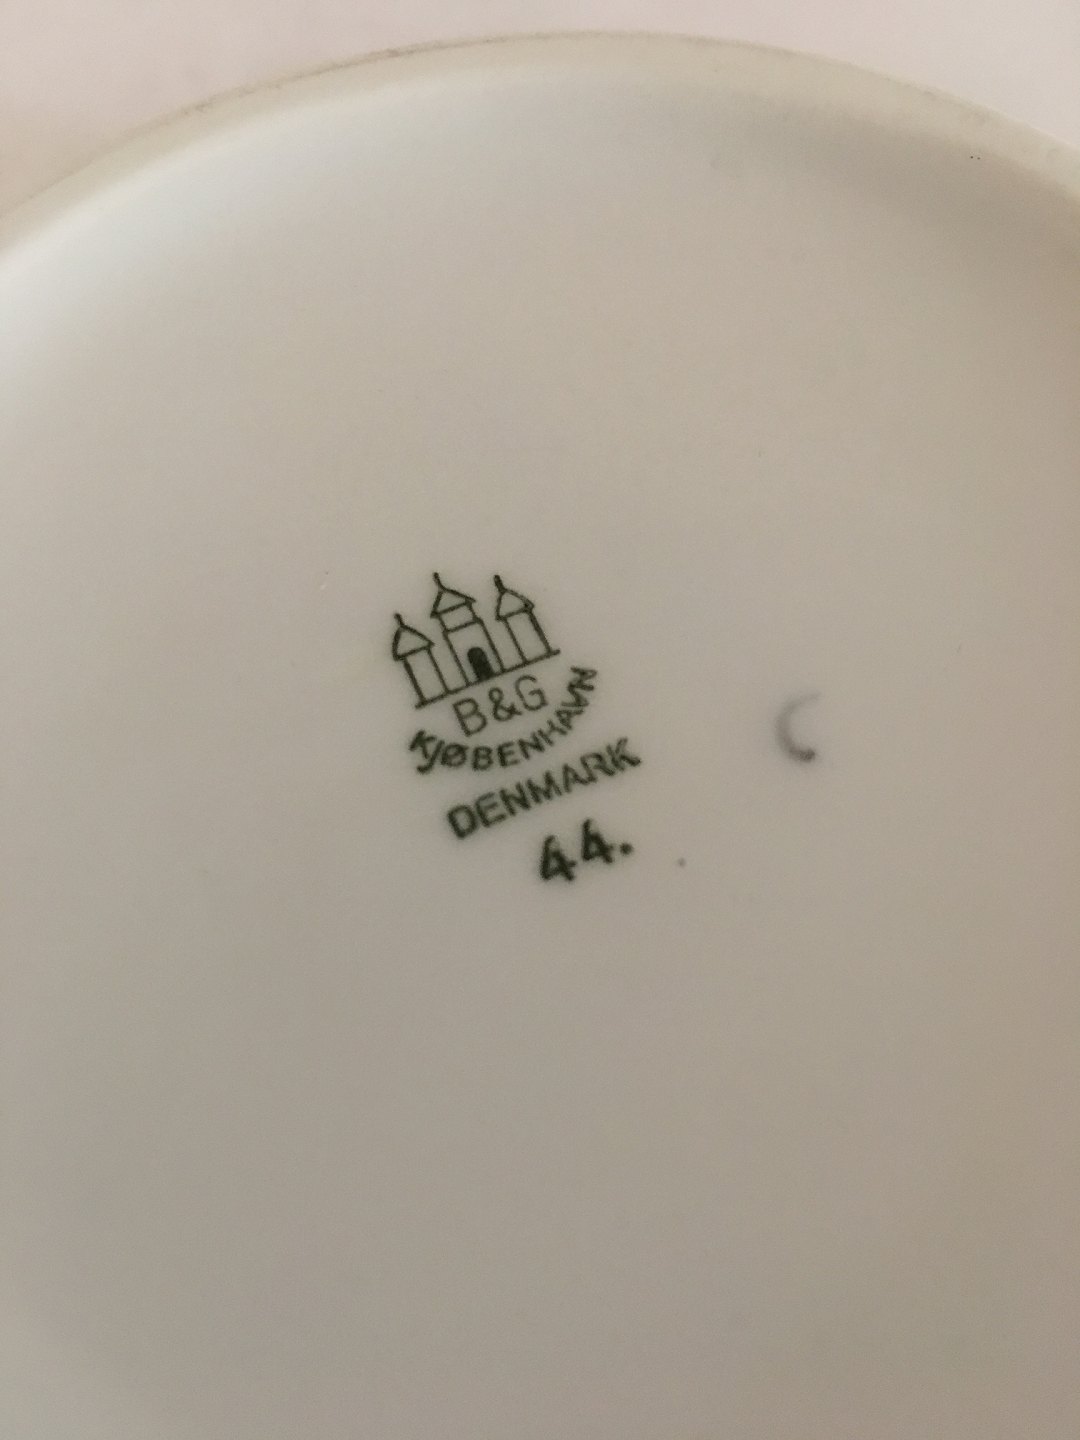 B&G
KJØBENHAVN
DENMARK
44.